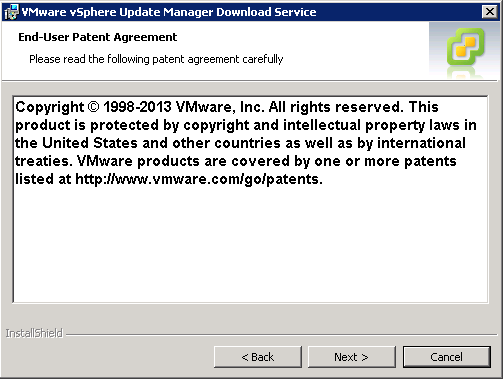 VMware vSphere Update Manager Download Service
End-User Patent Agreement
Please read the following patent agreement carefully
Copyright © 1998-2013 VMware, Inc. All rights reserved. This
product is protected by copyright and intellectual property laws in
the United States and other countries as well as by international
treaties. VMware products are covered by one or more patents
listed at http://www.vmware.com/go/patents.
InstallShield
< Back
Next >
Cancel